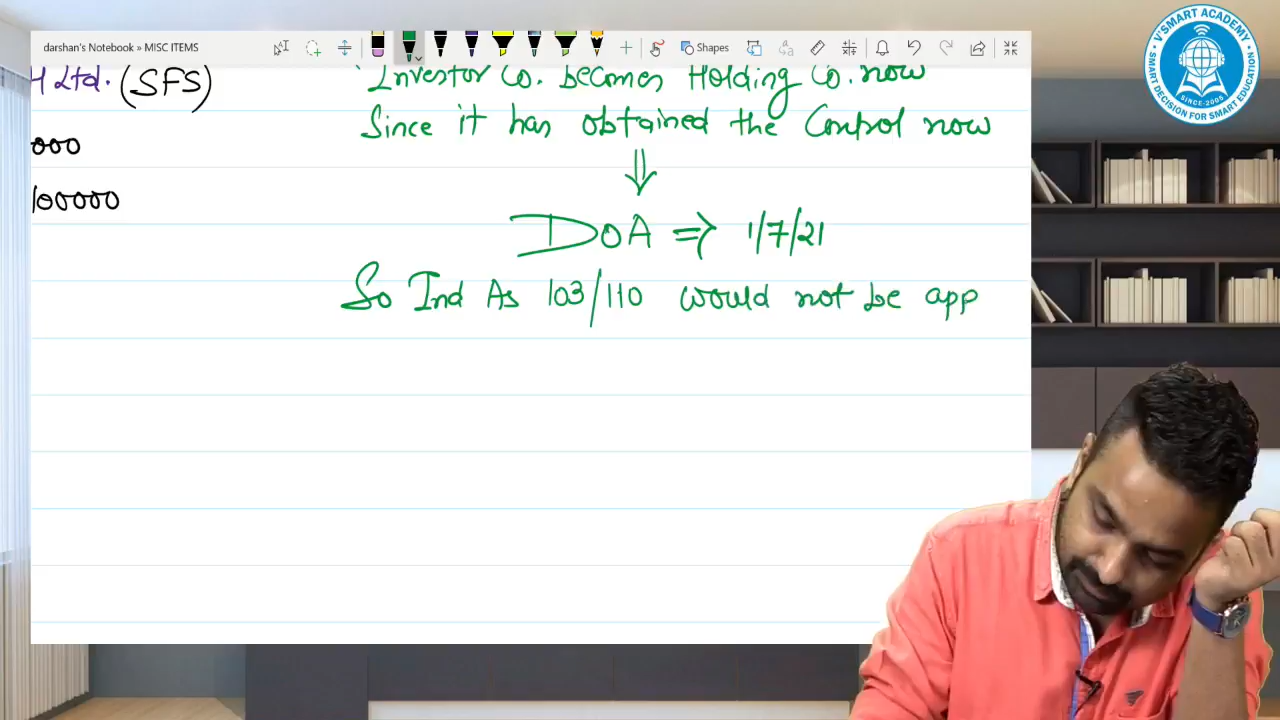 darshan's Notebook » MISC ITEMS
Shapes
H Ltd. (SFS)
000
100000
Investor Co. becomes Holding Co. now
Since it has obtained the Control now
⇓
DOA ⇒ 1/7/21
So Ind As 103/110 would not be app
V'SMART ACADEMY
SMART DECISION FOR SMART EDUCATION
SINCE-2005